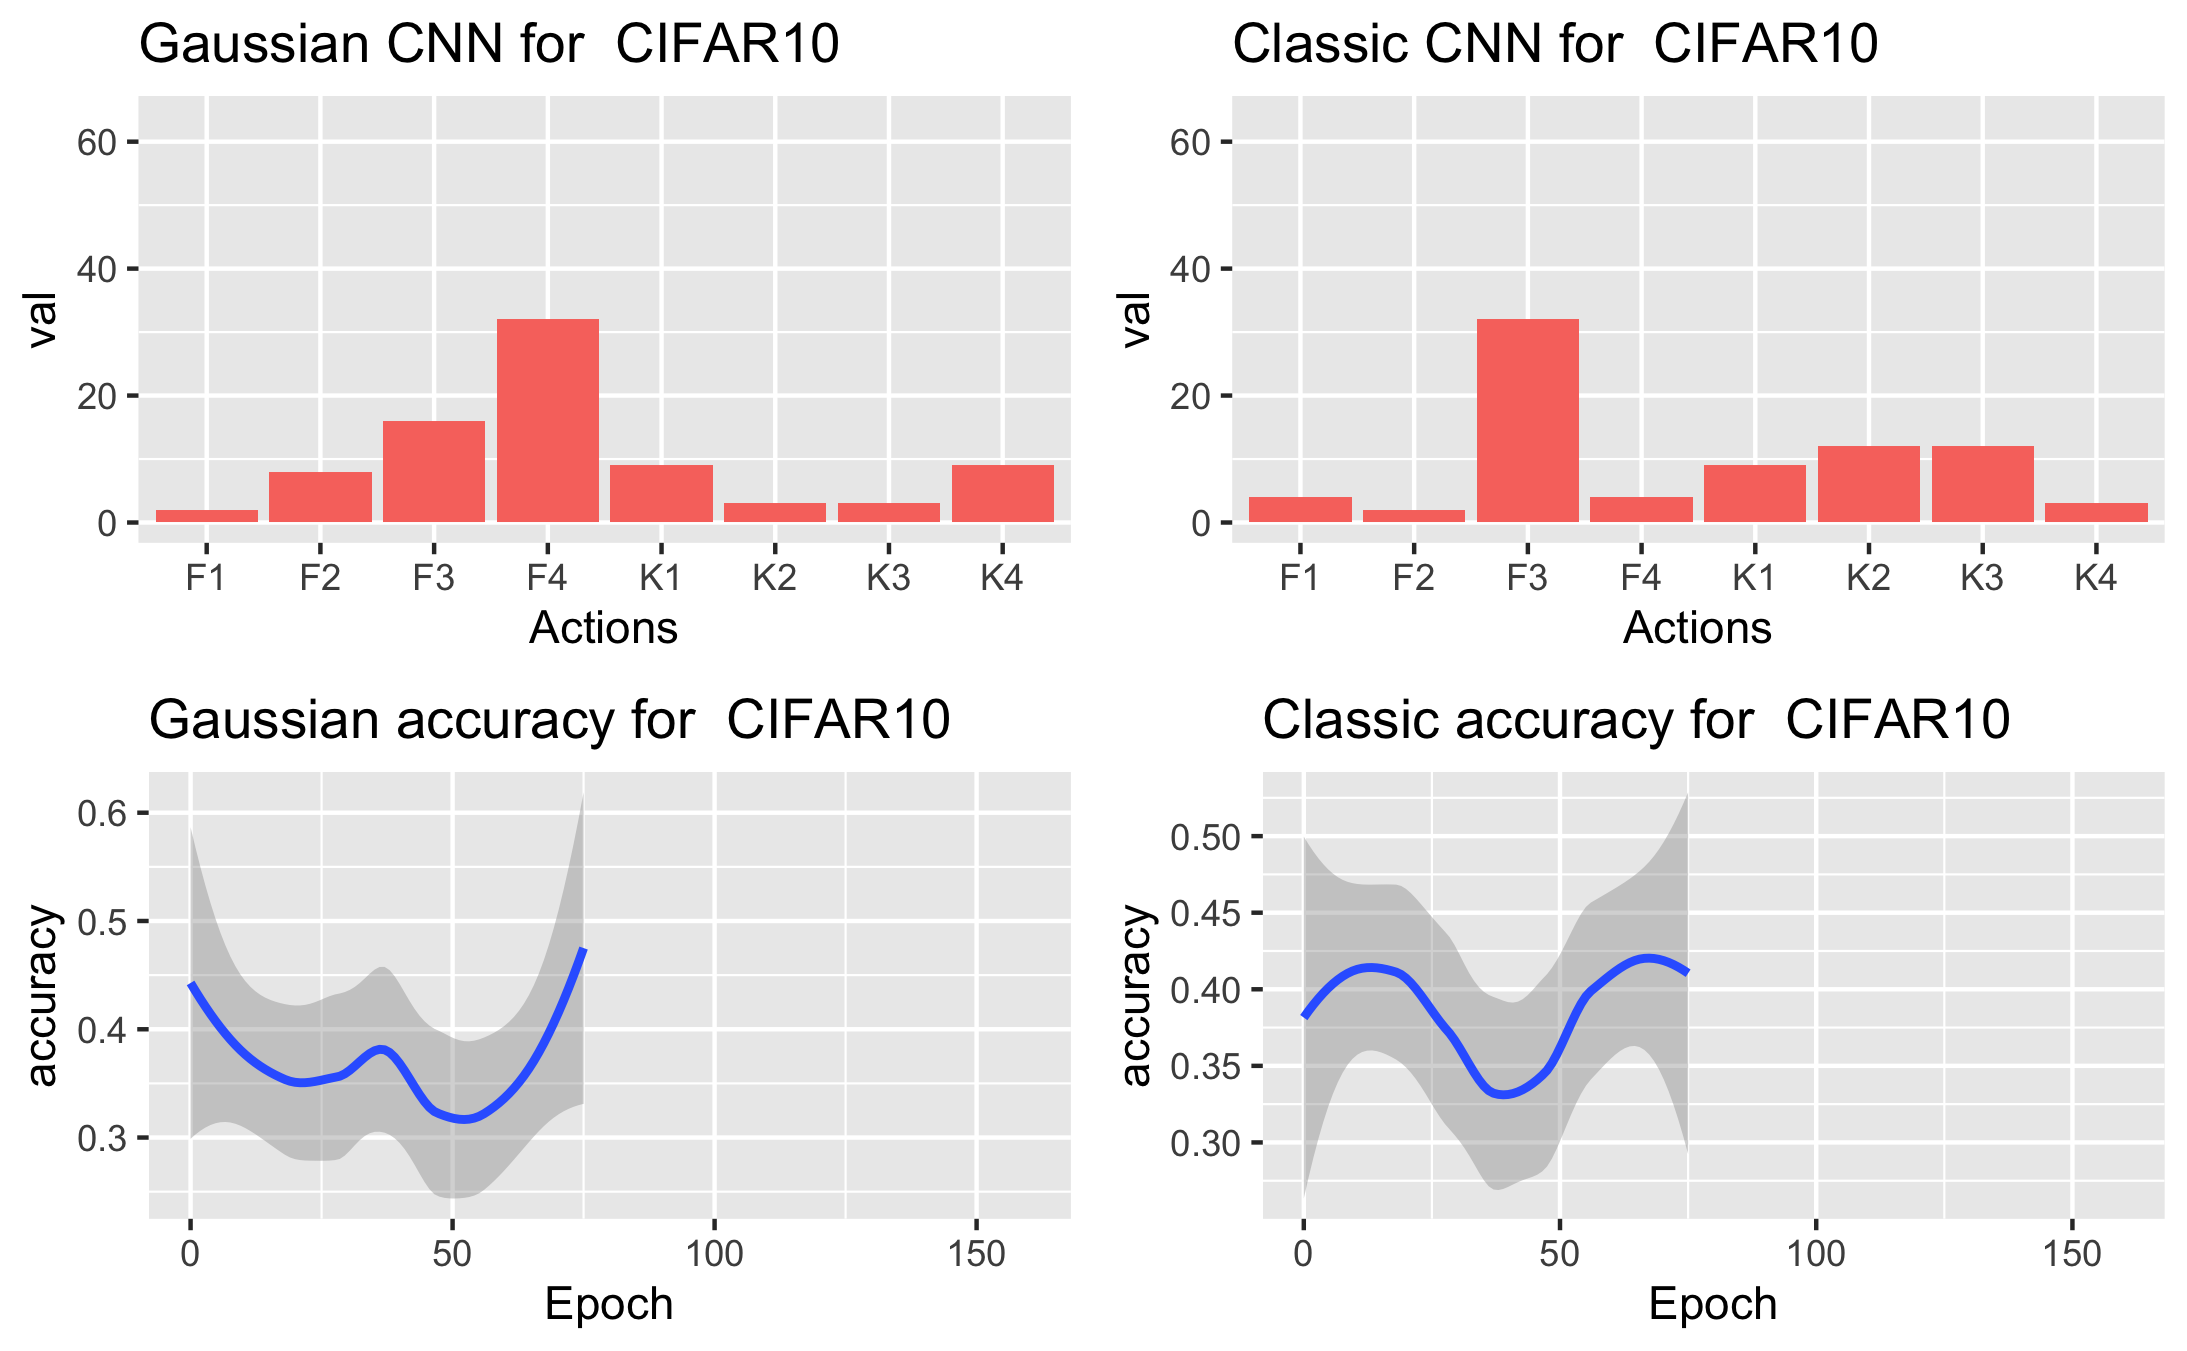 Gaussian CNN for  CIFAR10
60
40
20
0
val
F1 F2 F3 F4 K1 K2 K3 K4
Actions
Classic CNN for  CIFAR10
60
40
20
0
val
F1 F2 F3 F4 K1 K2 K3 K4
Actions
Gaussian accuracy for  CIFAR10
0.6
0.5
0.4
0.3
accuracy
0 50 100 150
Epoch
Classic accuracy for  CIFAR10
0.50
0.45
0.40
0.35
0.30
accuracy
0 50 100 150
Epoch